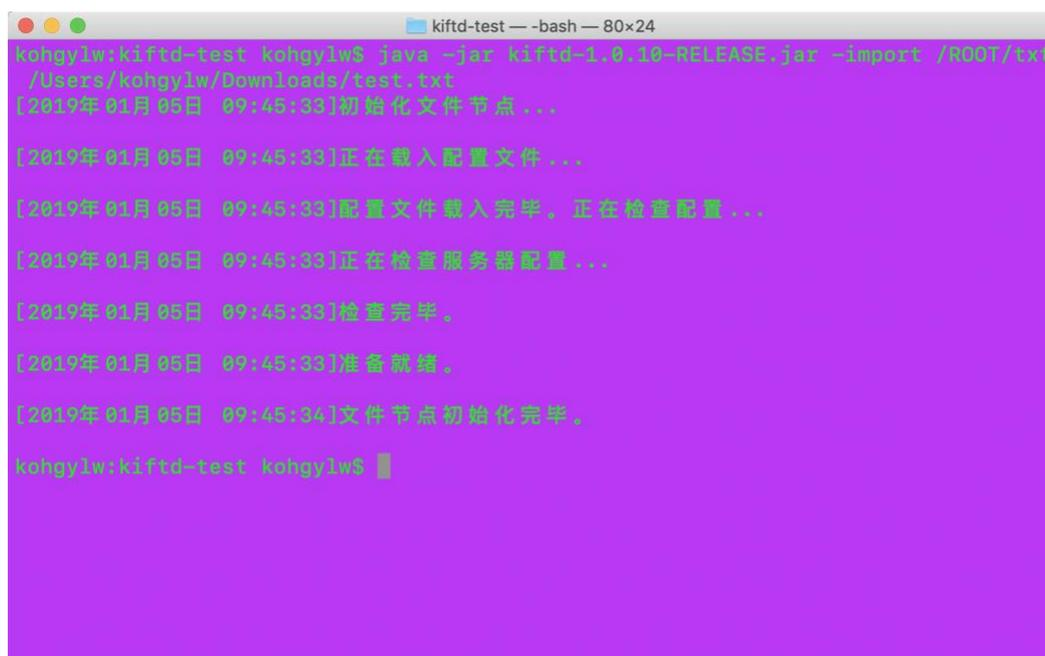 kiftd-test — -bash — 80×24
kohgylw:kiftd-test kohgylw$ java -jar kiftd-1.0.10-RELEASE.jar -import /ROOT/txt
/Users/kohgylw/Downloads/test.txt
[2019年01月05日 09:45:33]初始化文件节点...
[2019年01月05日 09:45:33]正在载入配置文件...
[2019年01月05日 09:45:33]配置文件载入完毕。正在检查配置...
[2019年01月05日 09:45:33]正在检查服务器配置...
[2019年01月05日 09:45:33]检查完毕。
[2019年01月05日 09:45:33]准备就绪。
[2019年01月05日 09:45:34]文件节点初始化完毕。
kohgylw:kiftd-test kohgylw$